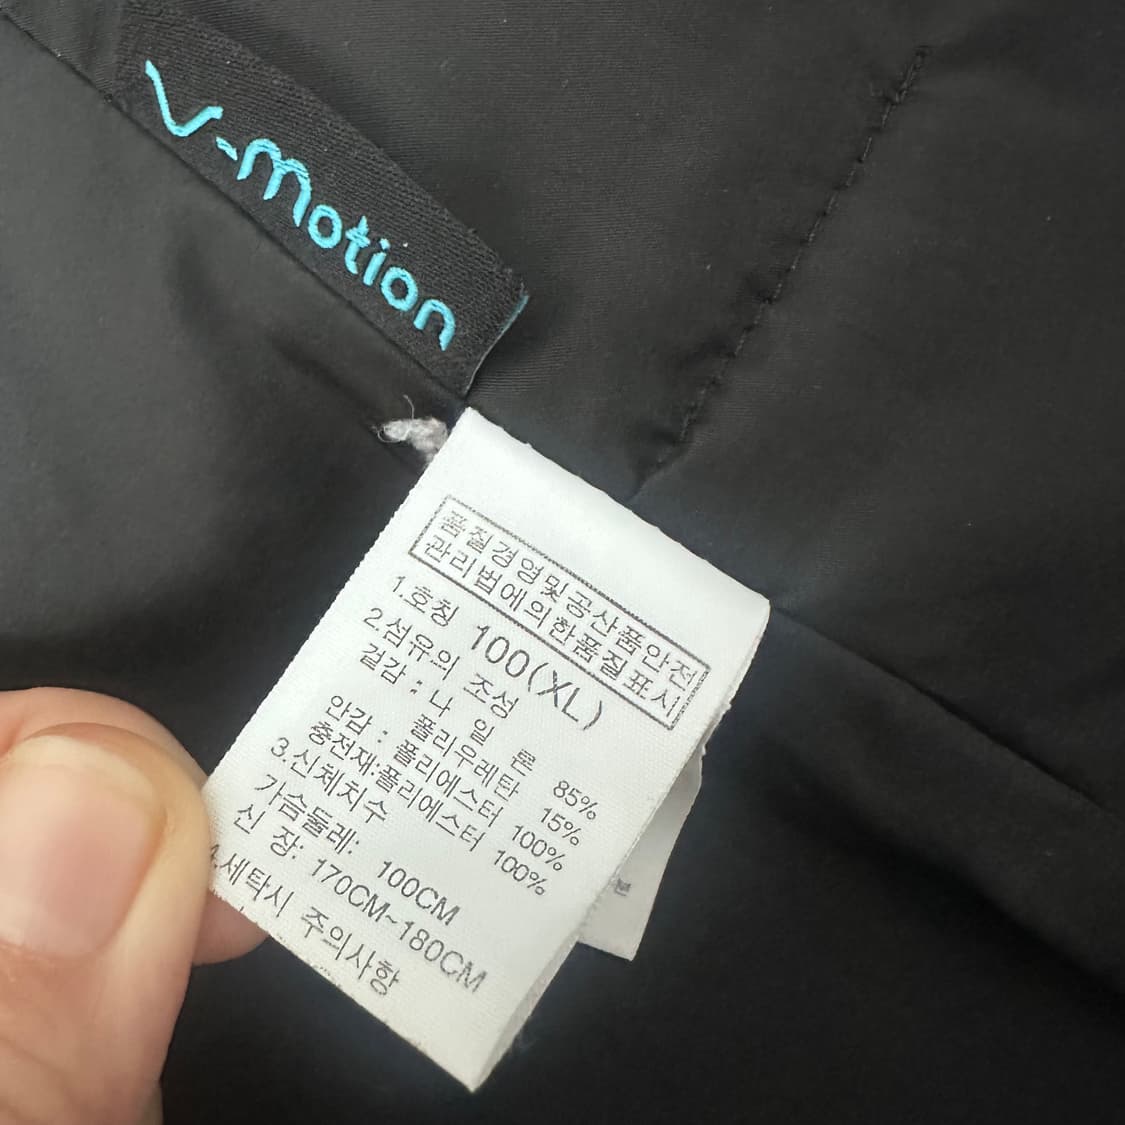 V-Motion
품질경영및공산품안전
관리법에의한품질표시
1.호칭 100(XL)
2.섬유의 조성
겉감 : 나 일 론 85%
폴리우레탄 15%
안감 : 폴리에스터 100%
충전재:폴리에스터 100%
3.신체치수
가슴둘레: 100CM
신 장: 170CM~180CM
4.세탁시 주의사항